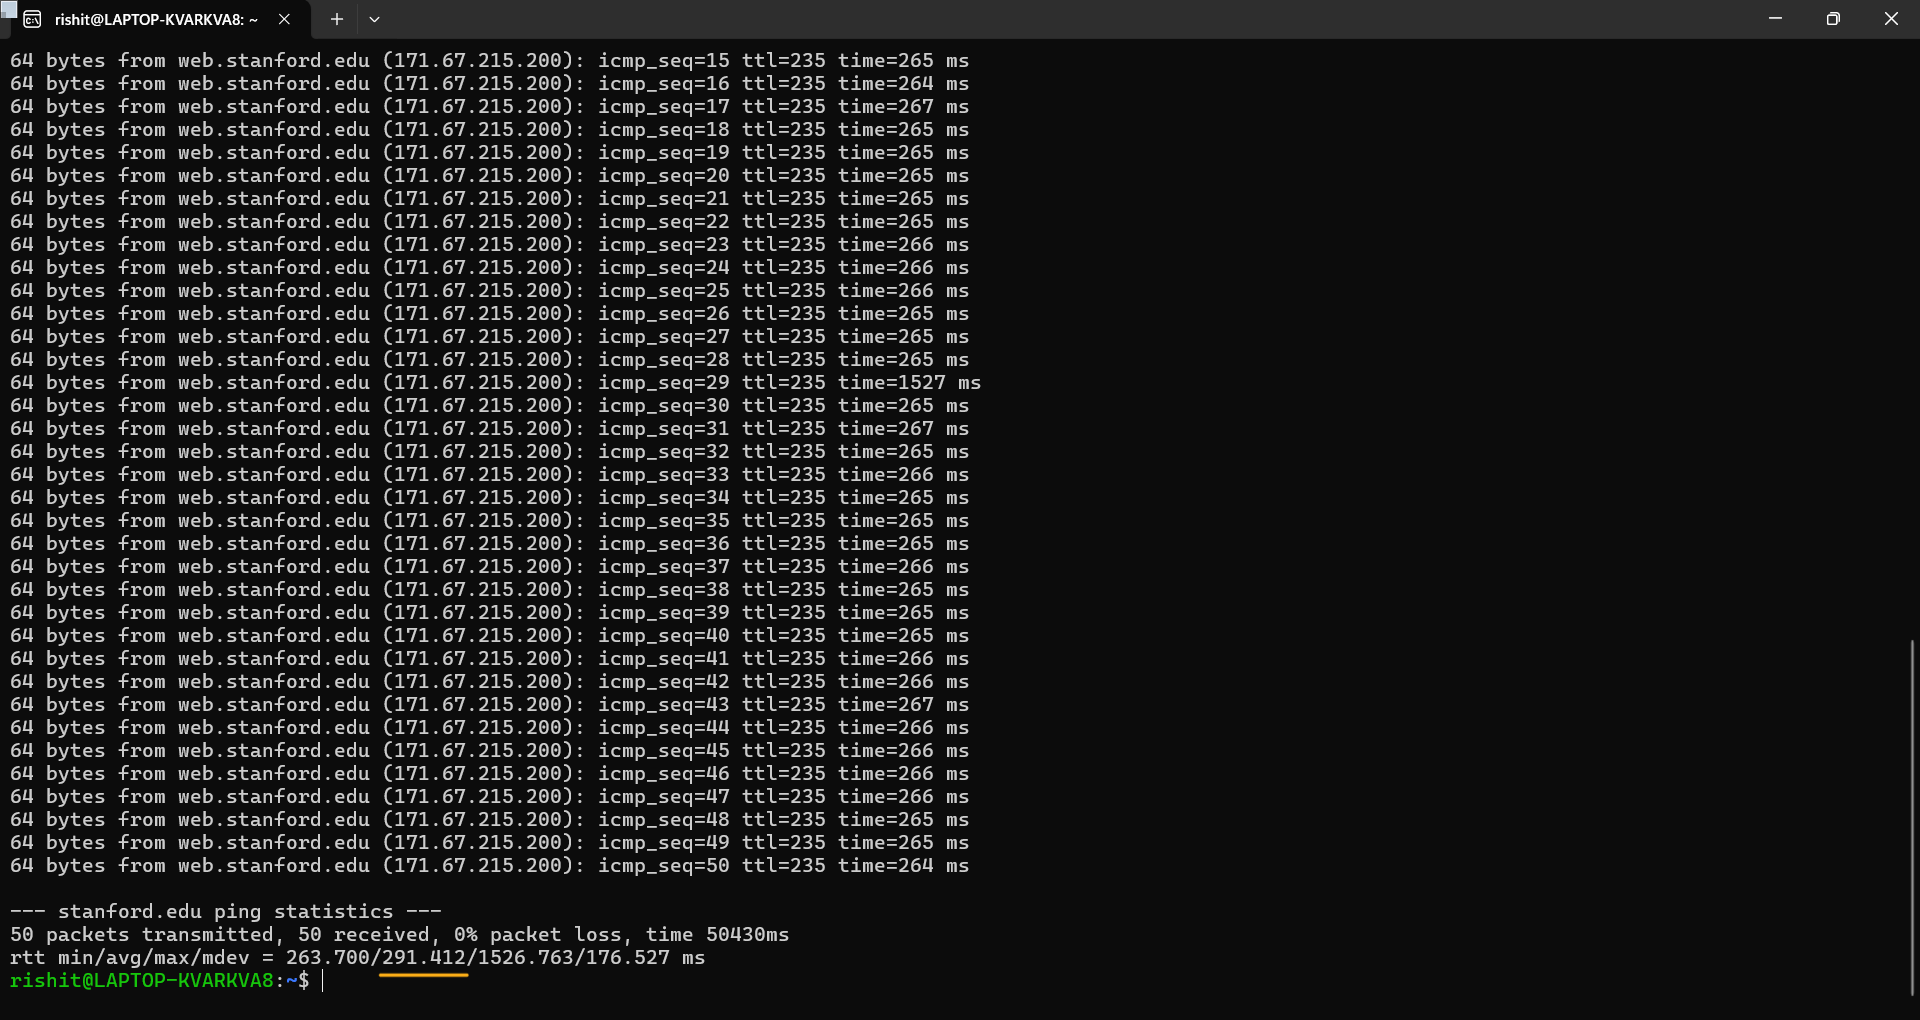 rishit@LAPTOP-KVARKVA8: ~
64 bytes from web.stanford.edu (171.67.215.200): icmp_seq=15 ttl=235 time=265 ms
64 bytes from web.stanford.edu (171.67.215.200): icmp_seq=16 ttl=235 time=264 ms
64 bytes from web.stanford.edu (171.67.215.200): icmp_seq=17 ttl=235 time=267 ms
64 bytes from web.stanford.edu (171.67.215.200): icmp_seq=18 ttl=235 time=265 ms
64 bytes from web.stanford.edu (171.67.215.200): icmp_seq=19 ttl=235 time=265 ms
64 bytes from web.stanford.edu (171.67.215.200): icmp_seq=20 ttl=235 time=265 ms
64 bytes from web.stanford.edu (171.67.215.200): icmp_seq=21 ttl=235 time=265 ms
64 bytes from web.stanford.edu (171.67.215.200): icmp_seq=22 ttl=235 time=265 ms
64 bytes from web.stanford.edu (171.67.215.200): icmp_seq=23 ttl=235 time=266 ms
64 bytes from web.stanford.edu (171.67.215.200): icmp_seq=24 ttl=235 time=266 ms
64 bytes from web.stanford.edu (171.67.215.200): icmp_seq=25 ttl=235 time=266 ms
64 bytes from web.stanford.edu (171.67.215.200): icmp_seq=26 ttl=235 time=265 ms
64 bytes from web.stanford.edu (171.67.215.200): icmp_seq=27 ttl=235 time=265 ms
64 bytes from web.stanford.edu (171.67.215.200): icmp_seq=28 ttl=235 time=265 ms
64 bytes from web.stanford.edu (171.67.215.200): icmp_seq=29 ttl=235 time=1527 ms
64 bytes from web.stanford.edu (171.67.215.200): icmp_seq=30 ttl=235 time=265 ms
64 bytes from web.stanford.edu (171.67.215.200): icmp_seq=31 ttl=235 time=267 ms
64 bytes from web.stanford.edu (171.67.215.200): icmp_seq=32 ttl=235 time=265 ms
64 bytes from web.stanford.edu (171.67.215.200): icmp_seq=33 ttl=235 time=266 ms
64 bytes from web.stanford.edu (171.67.215.200): icmp_seq=34 ttl=235 time=265 ms
64 bytes from web.stanford.edu (171.67.215.200): icmp_seq=35 ttl=235 time=265 ms
64 bytes from web.stanford.edu (171.67.215.200): icmp_seq=36 ttl=235 time=265 ms
64 bytes from web.stanford.edu (171.67.215.200): icmp_seq=37 ttl=235 time=266 ms
64 bytes from web.stanford.edu (171.67.215.200): icmp_seq=38 ttl=235 time=265 ms
64 bytes from web.stanford.edu (171.67.215.200): icmp_seq=39 ttl=235 time=265 ms
64 bytes from web.stanford.edu (171.67.215.200): icmp_seq=40 ttl=235 time=265 ms
64 bytes from web.stanford.edu (171.67.215.200): icmp_seq=41 ttl=235 time=266 ms
64 bytes from web.stanford.edu (171.67.215.200): icmp_seq=42 ttl=235 time=266 ms
64 bytes from web.stanford.edu (171.67.215.200): icmp_seq=43 ttl=235 time=267 ms
64 bytes from web.stanford.edu (171.67.215.200): icmp_seq=44 ttl=235 time=266 ms
64 bytes from web.stanford.edu (171.67.215.200): icmp_seq=45 ttl=235 time=266 ms
64 bytes from web.stanford.edu (171.67.215.200): icmp_seq=46 ttl=235 time=266 ms
64 bytes from web.stanford.edu (171.67.215.200): icmp_seq=47 ttl=235 time=266 ms
64 bytes from web.stanford.edu (171.67.215.200): icmp_seq=48 ttl=235 time=265 ms
64 bytes from web.stanford.edu (171.67.215.200): icmp_seq=49 ttl=235 time=265 ms
64 bytes from web.stanford.edu (171.67.215.200): icmp_seq=50 ttl=235 time=264 ms
--- stanford.edu ping statistics ---
50 packets transmitted, 50 received, 0% packet loss, time 50430ms
rtt min/avg/max/mdev = 263.700/291.412/1526.763/176.527 ms
rishit@LAPTOP-KVARKVA8:~$